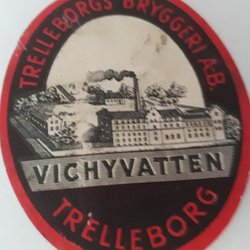 TRELLEBORGS BRYGGERI A-B.
VICHYVATTEN
TRELLEBORG